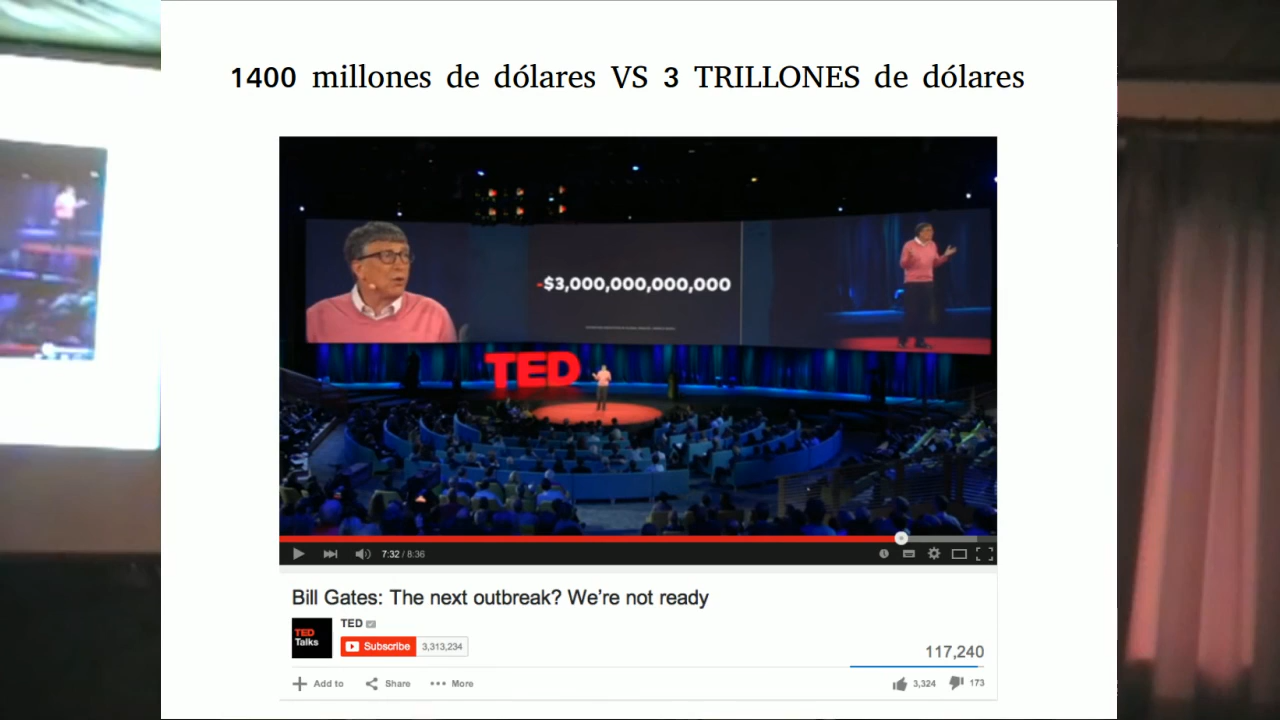 1400 millones de dólares VS 3 TRILLONES de dólares
-$3,000,000,000,000
TED
7:32 / 8:36
Bill Gates: The next outbreak? We're not ready
TED
TED
Talks
Subscribe 3,313,234
117,240
Add to Share More
3,324 173